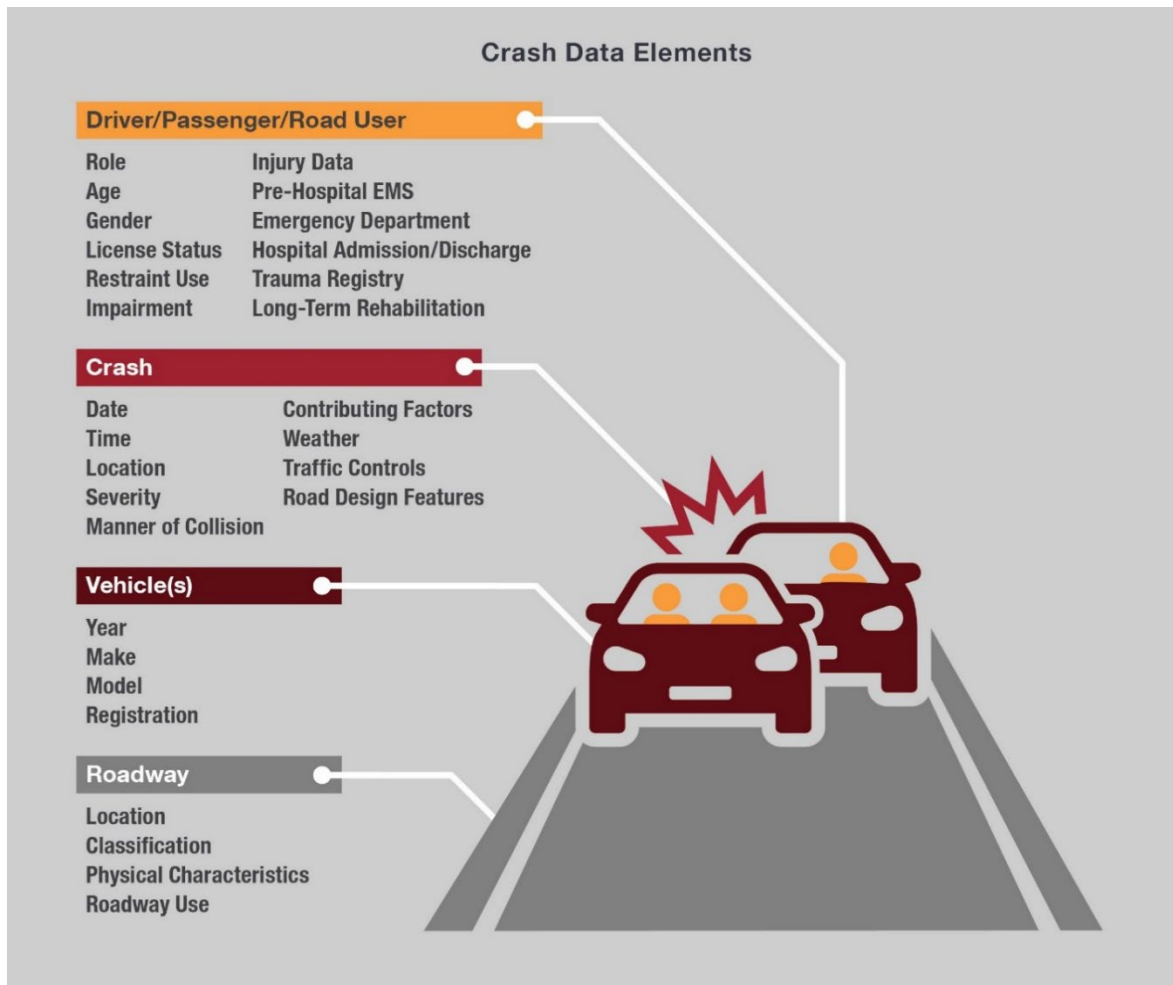 Crash Data Elements
Driver/Passenger/Road User
Role
Age
Gender
License Status
Restraint Use
Impairment
Injury Data
Pre-Hospital EMS
Emergency Department
Hospital Admission/Discharge
Trauma Registry
Long-Term Rehabilitation
Crash
Date
Time
Location
Severity
Manner of Collision
Contributing Factors
Weather
Traffic Controls
Road Design Features
Vehicle(s)
Year
Make
Model
Registration
Roadway
Location
Classification
Physical Characteristics
Roadway Use